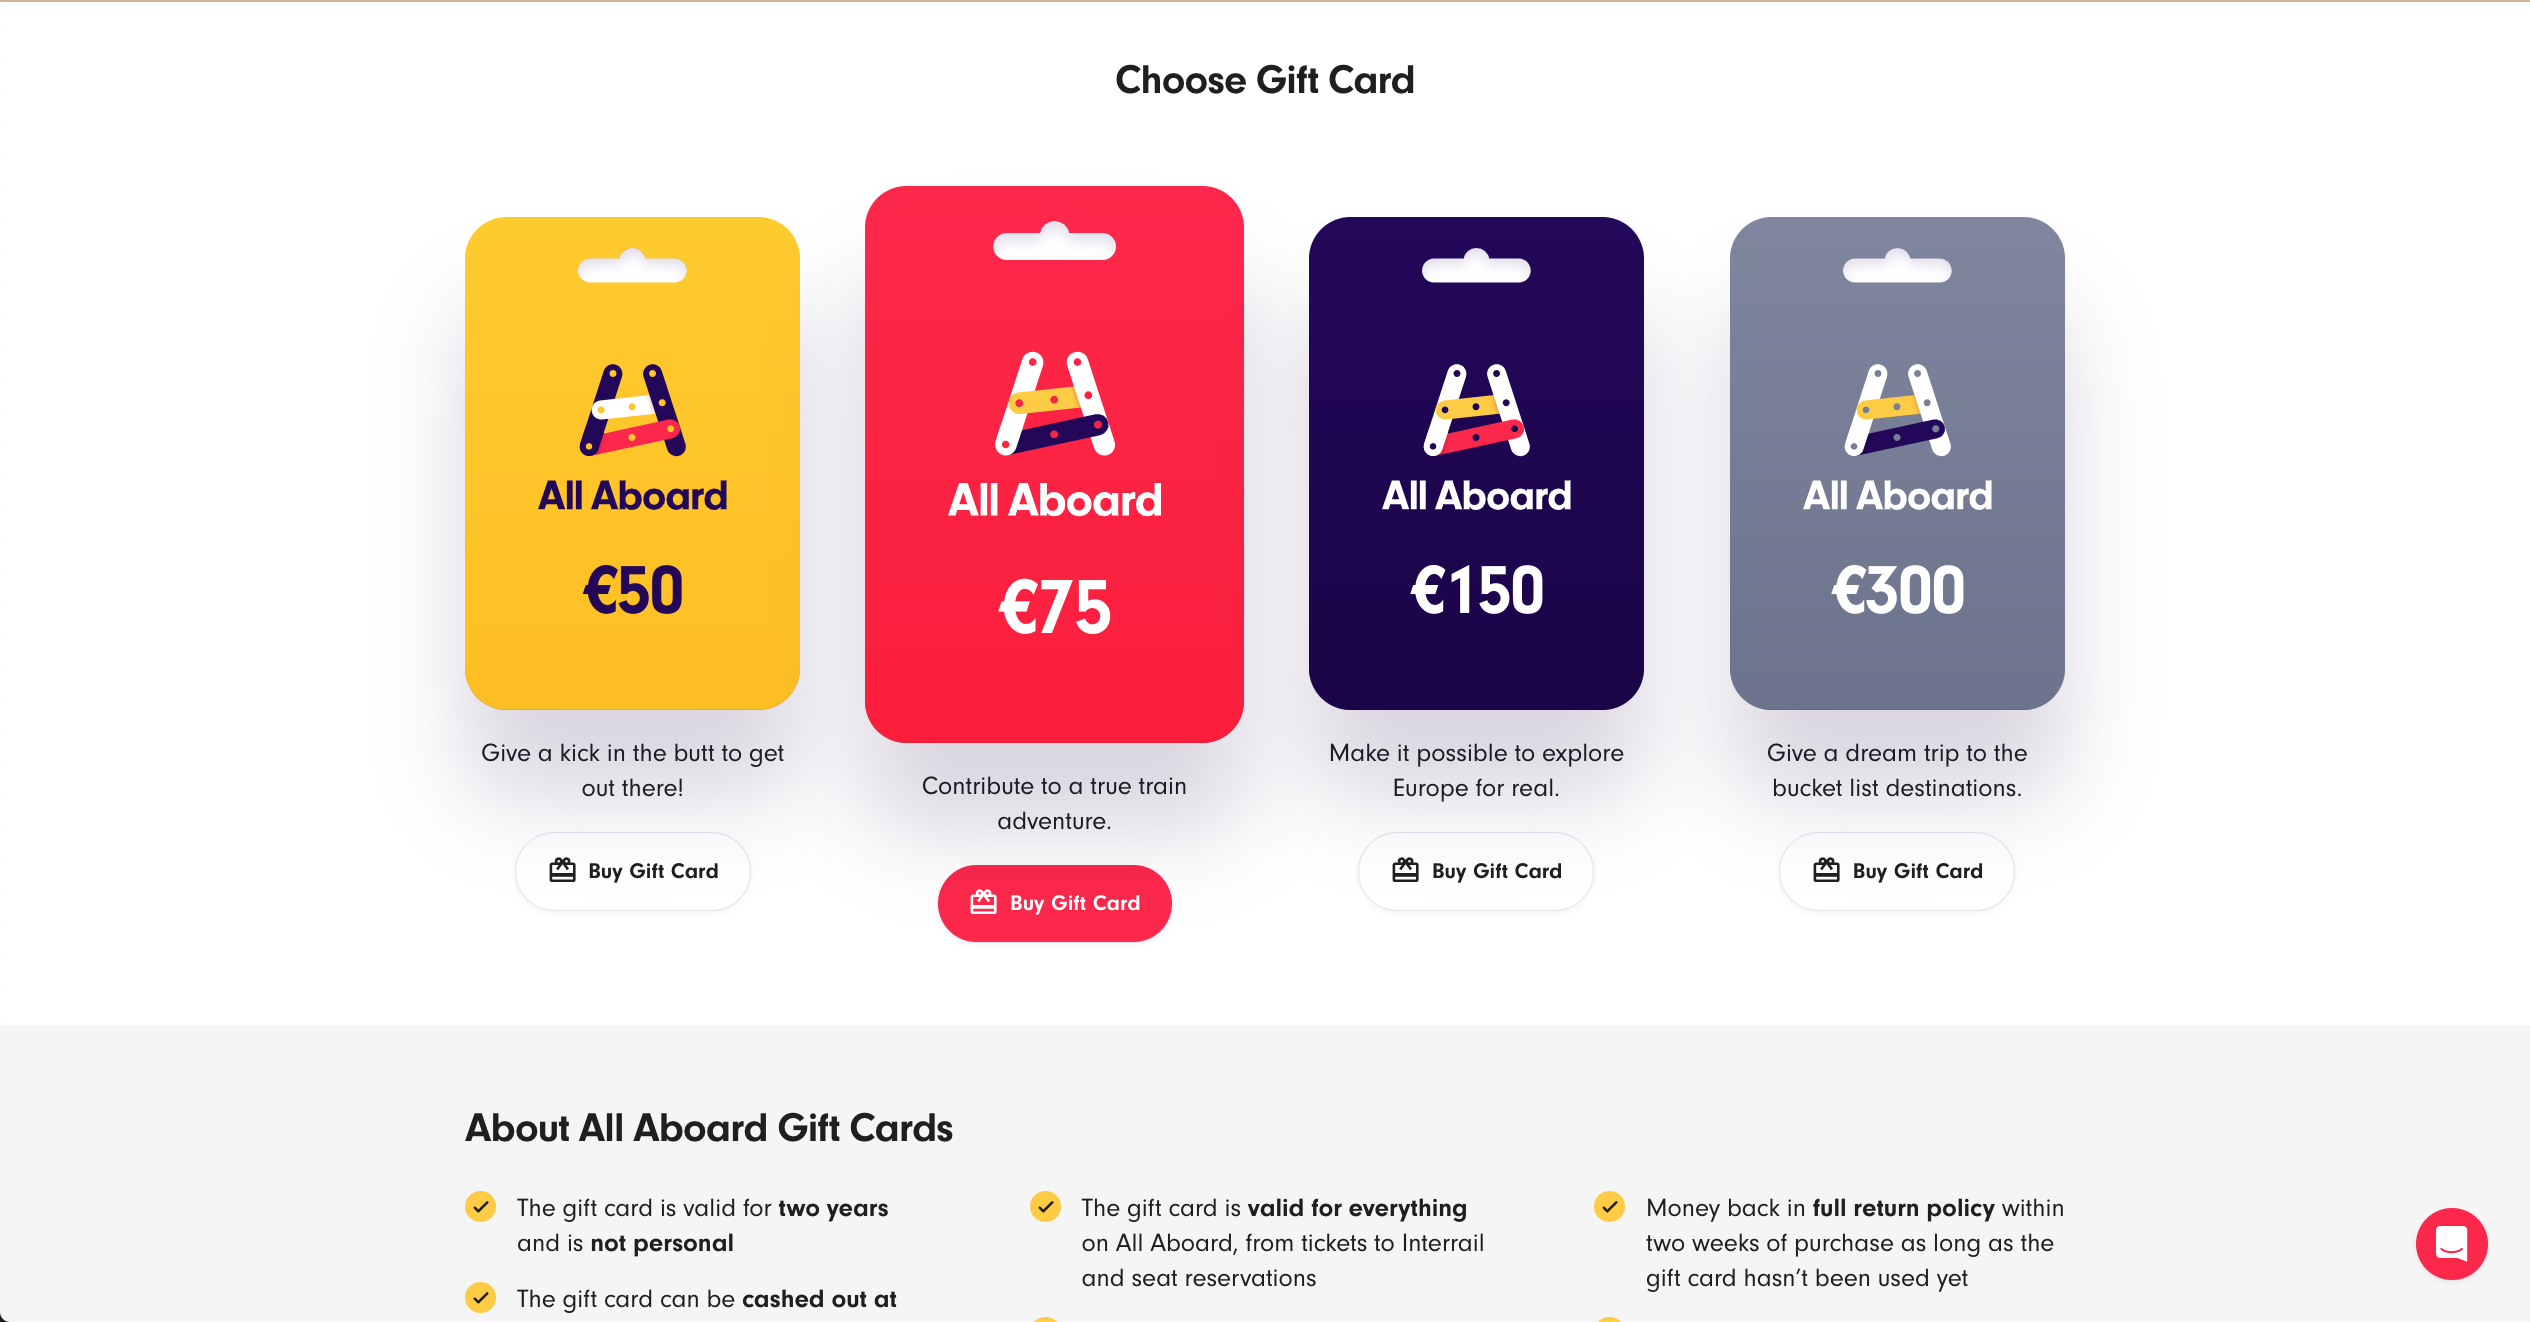 Choose Gift Card
All Aboard
€50
Give a kick in the butt to get
out there!
Buy Gift Card
All Aboard
€75
Contribute to a true train
adventure.
Buy Gift Card
All Aboard
€150
Make it possible to explore
Europe for real.
Buy Gift Card
All Aboard
€300
Give a dream trip to the
bucket list destinations.
Buy Gift Card
About All Aboard Gift Cards
The gift card is valid for two years
and is not personal
The gift card can be cashed out at
The gift card is valid for everything
on All Aboard, from tickets to Interrail
and seat reservations
Money back in full return policy within
two weeks of purchase as long as the
gift card hasn’t been used yet